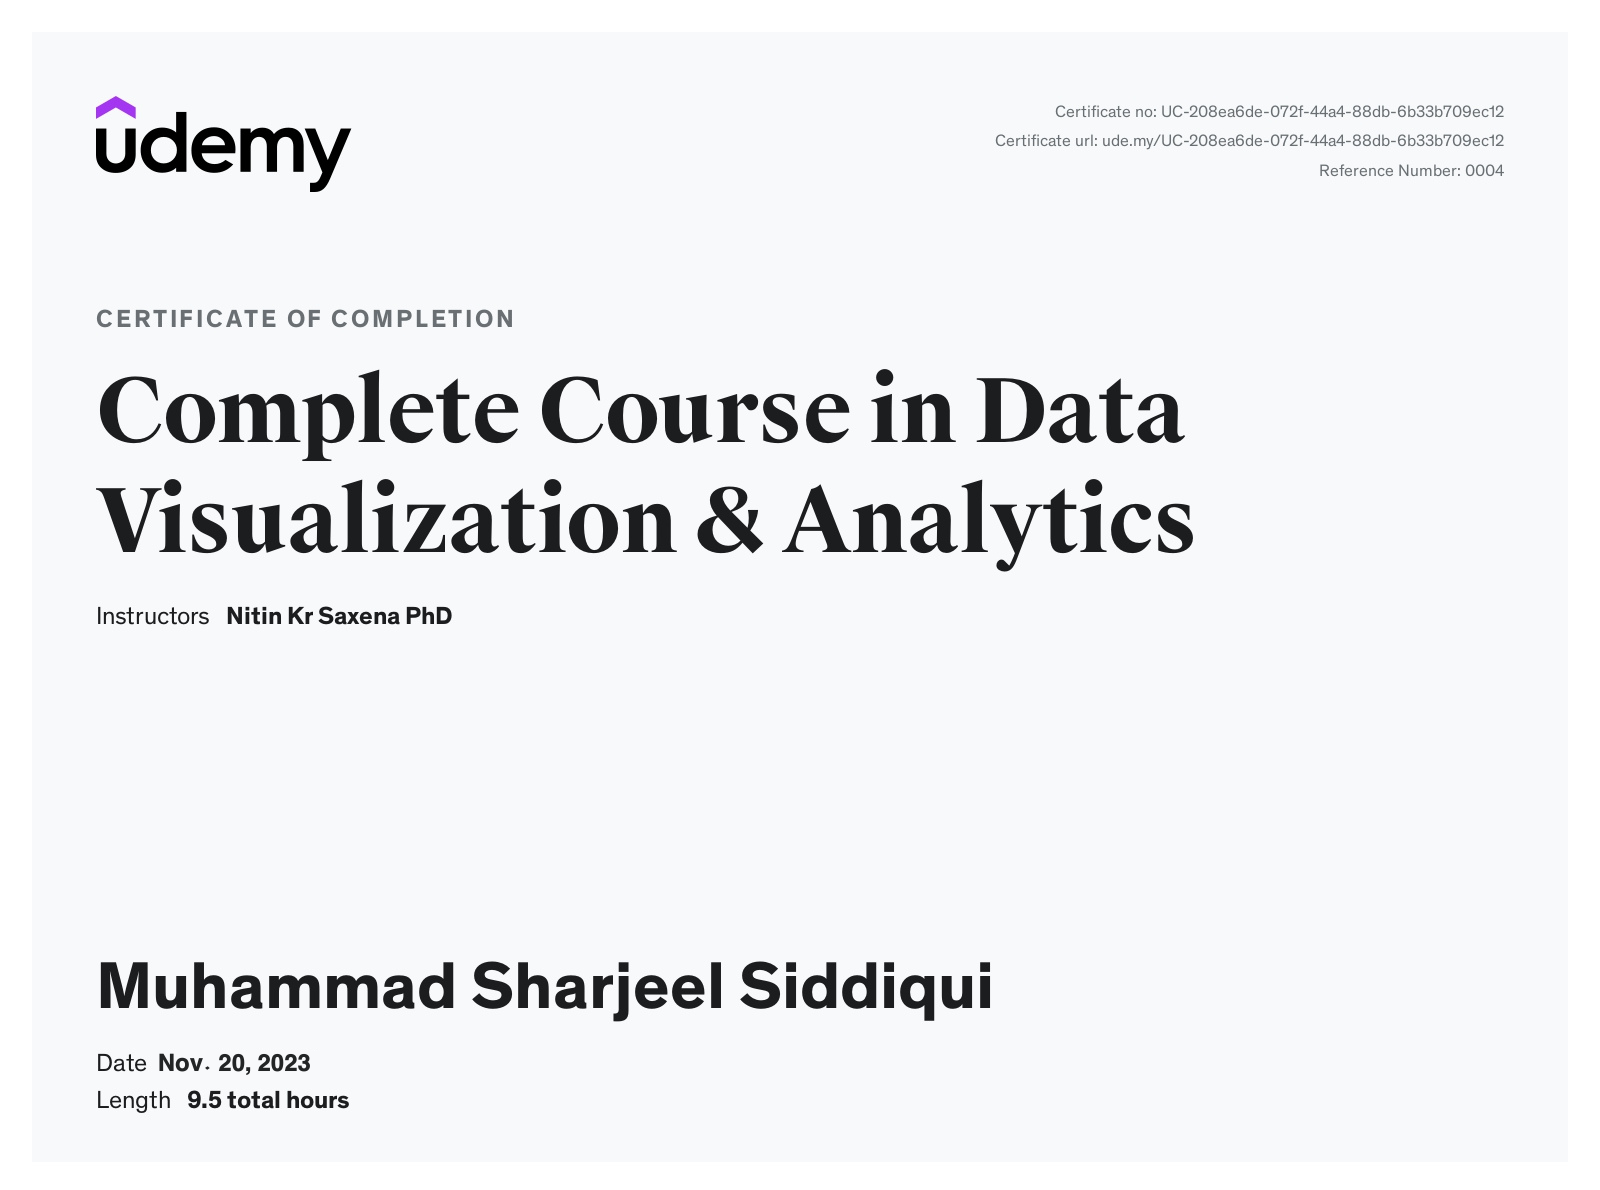 udemy
Certificate no: UC-208ea6de-072f-44a4-88db-6b33b709ec12
Certificate url: ude.my/UC-208ea6de-072f-44a4-88db-6b33b709ec12
Reference Number: 0004
CERTIFICATE OF COMPLETION
Complete Course in Data
Visualization & Analytics
Instructors Nitin Kr Saxena PhD
Muhammad Sharjeel Siddiqui
Date Nov. 20, 2023
Length 9.5 total hours